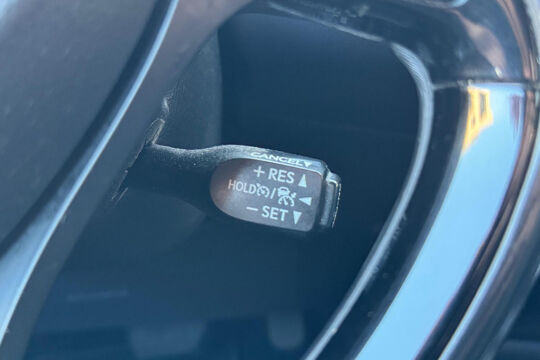 CANCEL▼
+ RES▲
HOLD / ◀
− SET▼